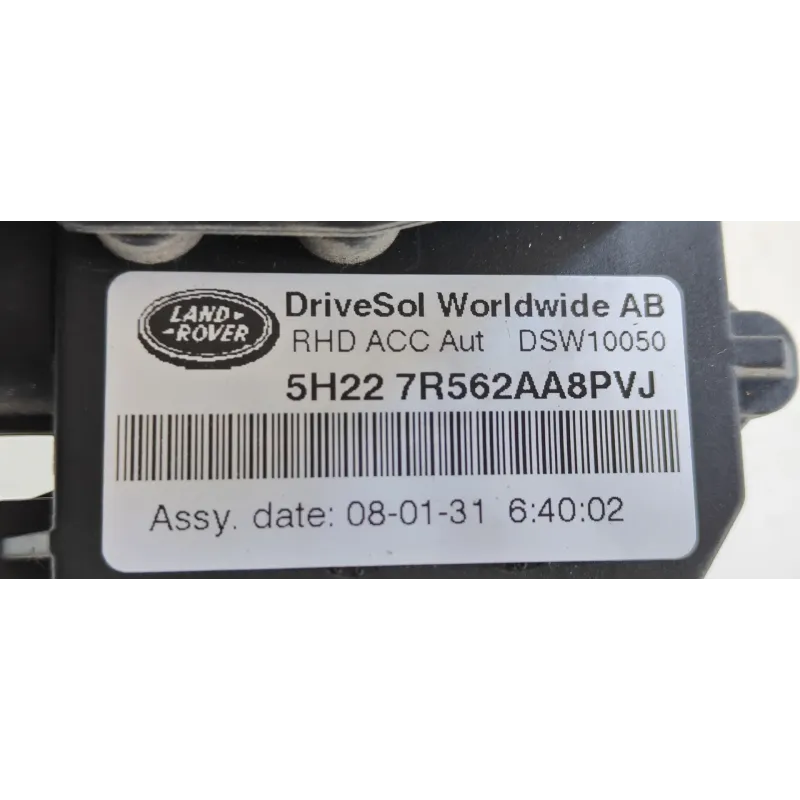 LAND
ROVER
DriveSol Worldwide AB
RHD ACC Aut DSW10050
5H22 7R562AA8PVJ
Assy. date: 08-01-31 6:40:02